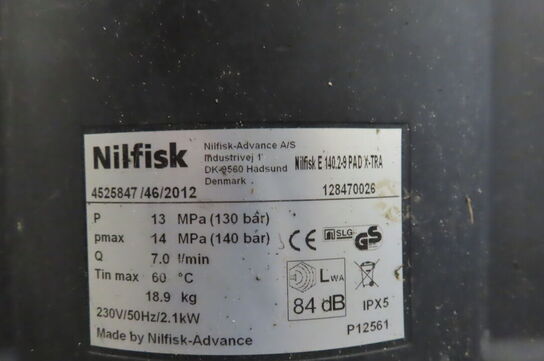 Nilfisk
Nilfisk-Advance A/S
Industrivej 1
DK-9560 Hadsund
Denmark
Nilfisk E 140.2-9 PAD X-TRA
4525847 /46/2012
128470026
P 13 MPa (130 bár)
pmax 14 MPa (140 bár)
Q 7.0 l/min
Tin max 60 °C
18.9 kg
230V/50Hz/2.1kW
Made by Nilfisk-Advance
CE
SLG
GS
LWA
84 dB
IPX5
P12561